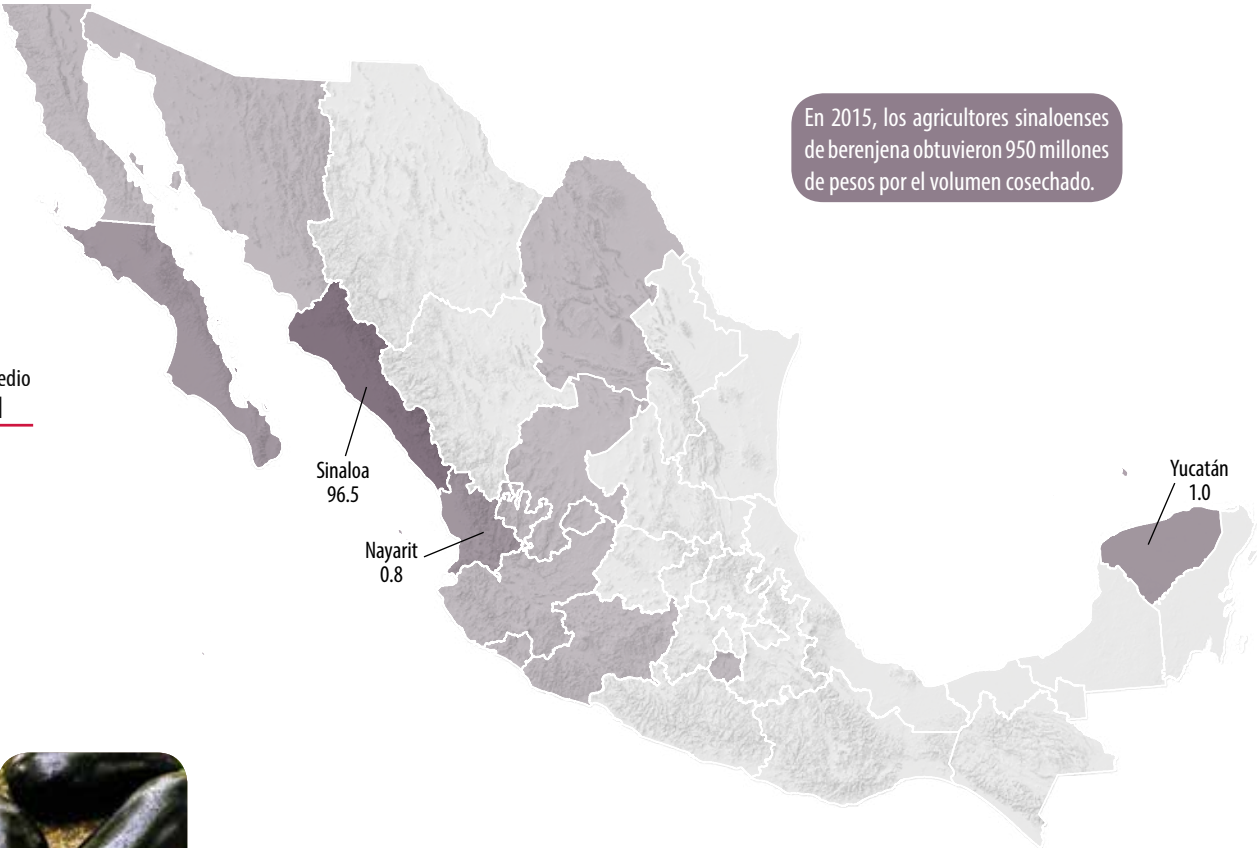 En 2015, los agricultores sinaloenses
de berenjena obtuvieron 950 millones
de pesos por el volumen cosechado.
Sinaloa
96.5
Yucatán
1.0
Nayarit
0.8